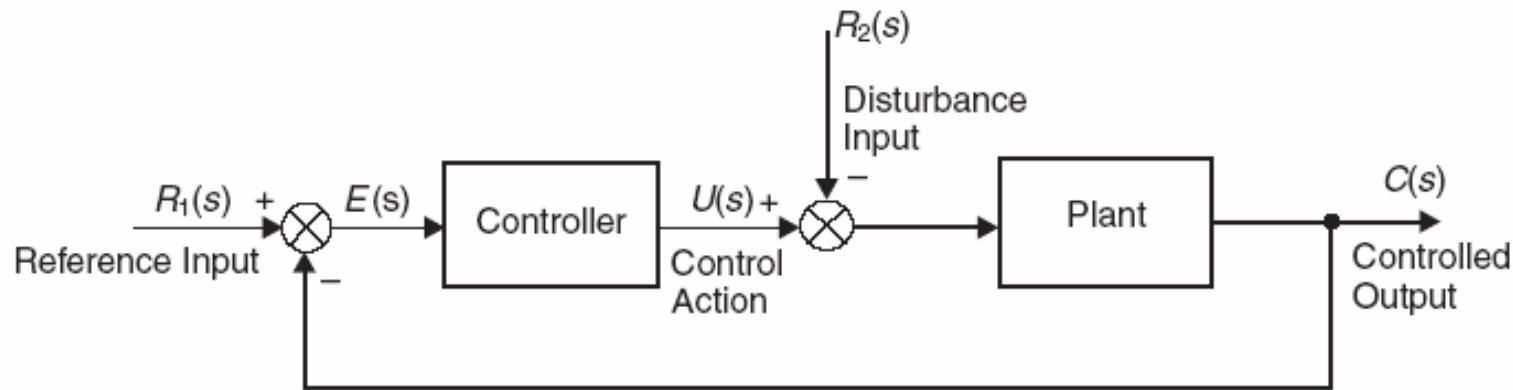 R₂(s)
Disturbance
Input
−
R₁(s) +
Reference Input
−
E(s)
Controller
U(s) +
Control
Action
Plant
C(s)
Controlled
Output